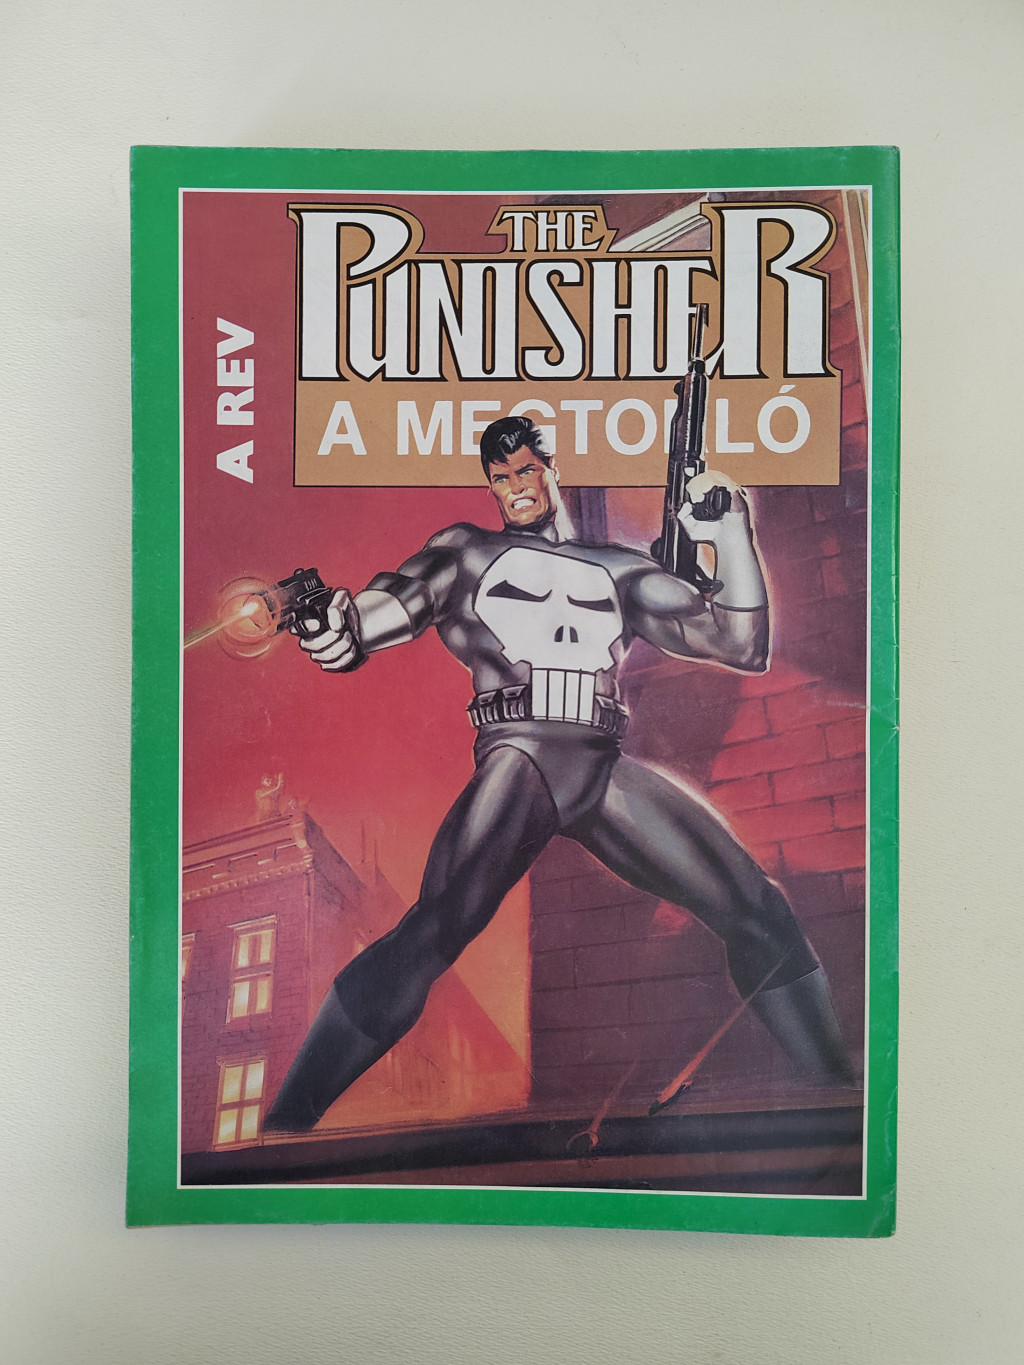 THE
PUNISHER
A MEGTORLÓ
A REV